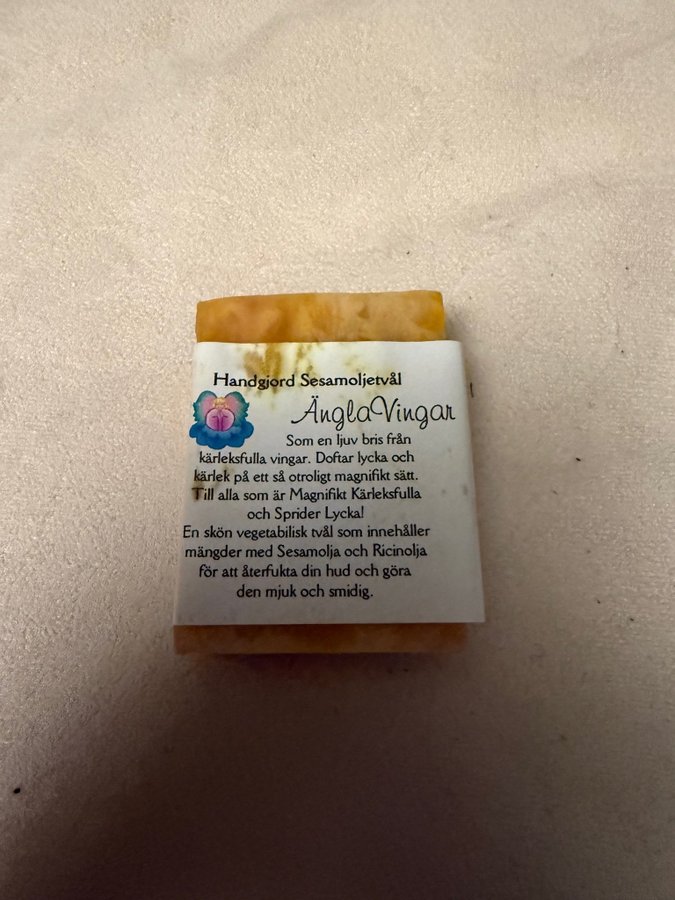 Handgjord Sesamoljetvål
ÄnglaVingar
Som en ljuv bris från
kärleksfulla vingar. Doftar lycka och
kärlek på ett så otroligt magnifikt sätt.
Till alla som är Magnifikt Kärleksfulla
och Sprider Lycka!
En skön vegetabilisk tvål som innehåller
mängder med Sesamolja och Ricinolja
för att återfukta din hud och göra
den mjuk och smidig.